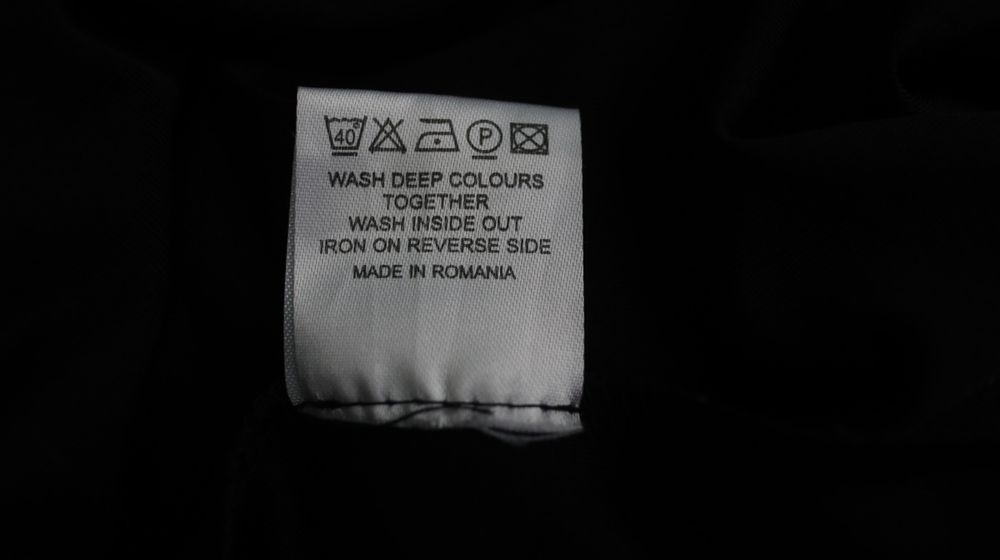 40° P
WASH DEEP COLOURS
TOGETHER
WASH INSIDE OUT
IRON ON REVERSE SIDE
MADE IN ROMANIA